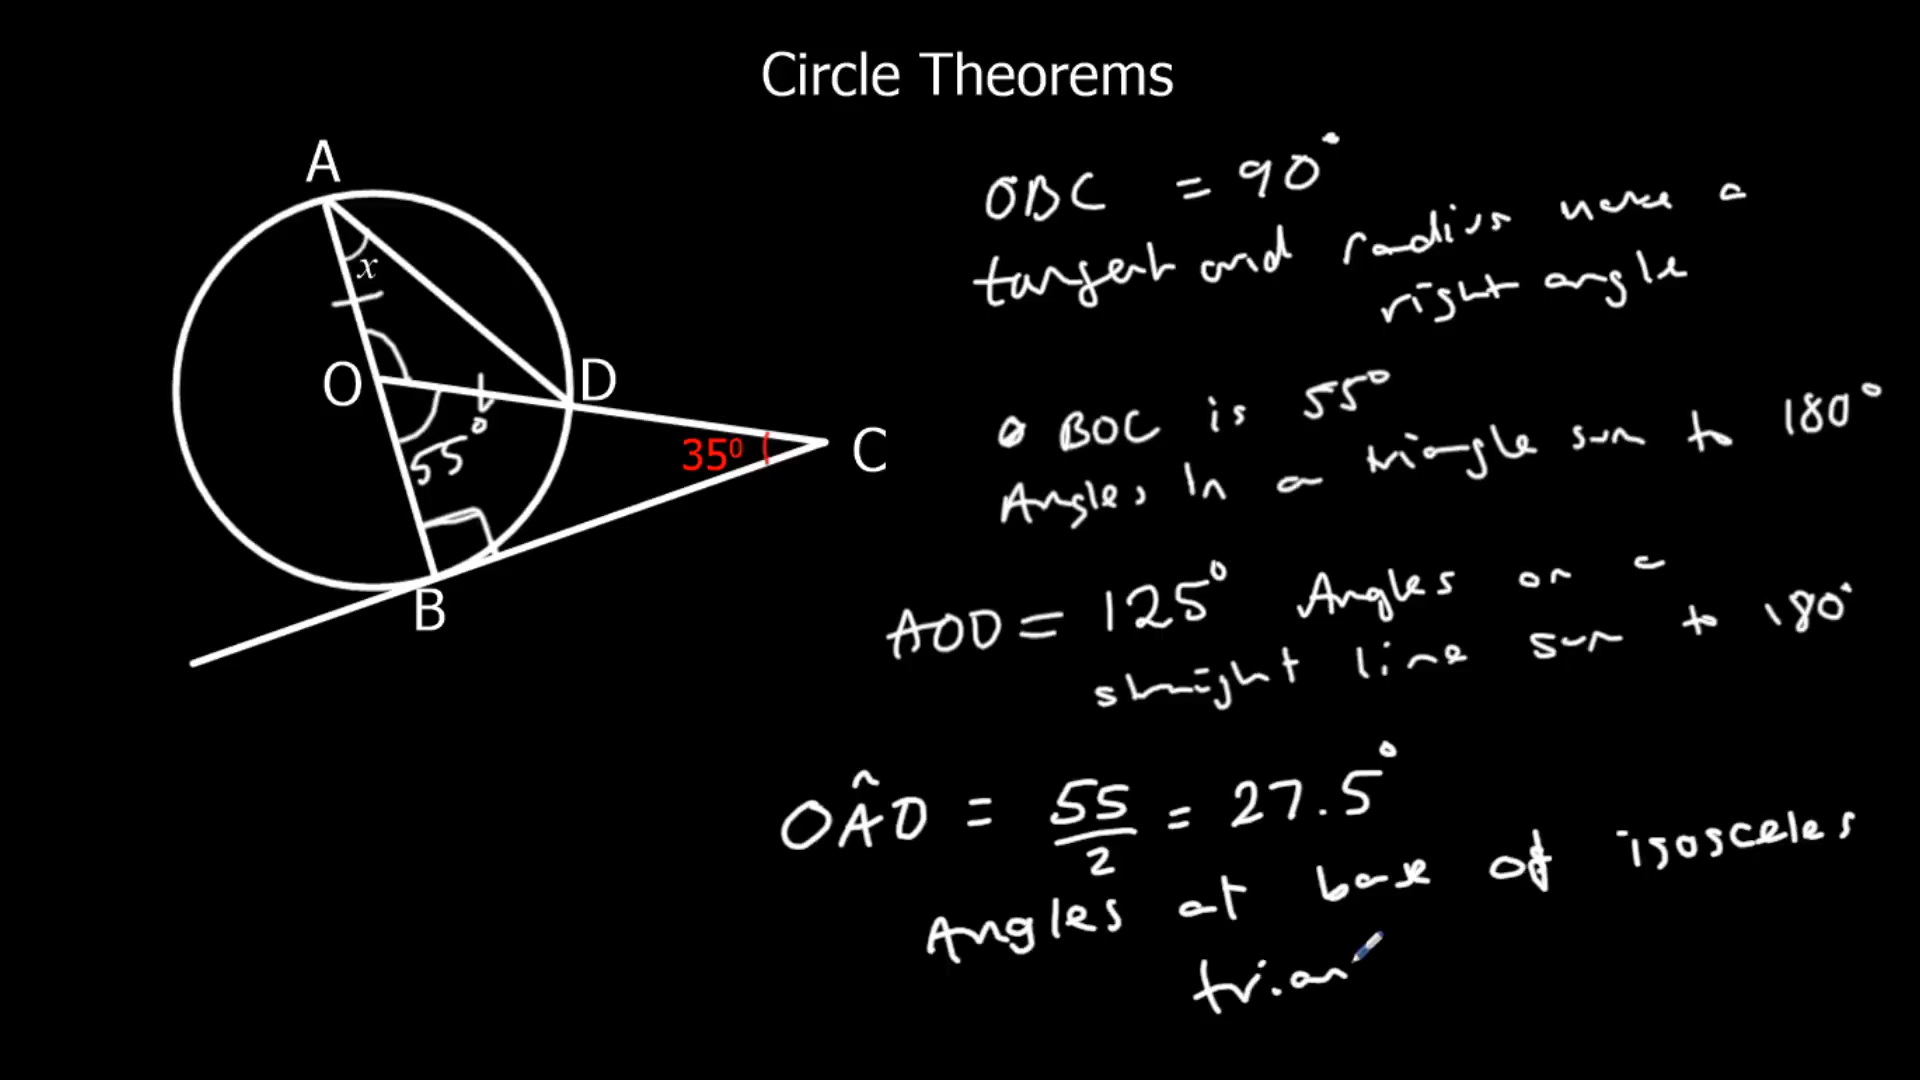 Circle Theorems
A
x
O
D
55°
35⁰
C
B
OBC = 90°
tangent and radius make a
right angle
BOC is 55°
Angles in a triangle sum to 180°
AOD = 125° Angles on a
straight line sum to 180°
OÂD = 55/2 = 27.5°
Angles at base of isosceles
trian